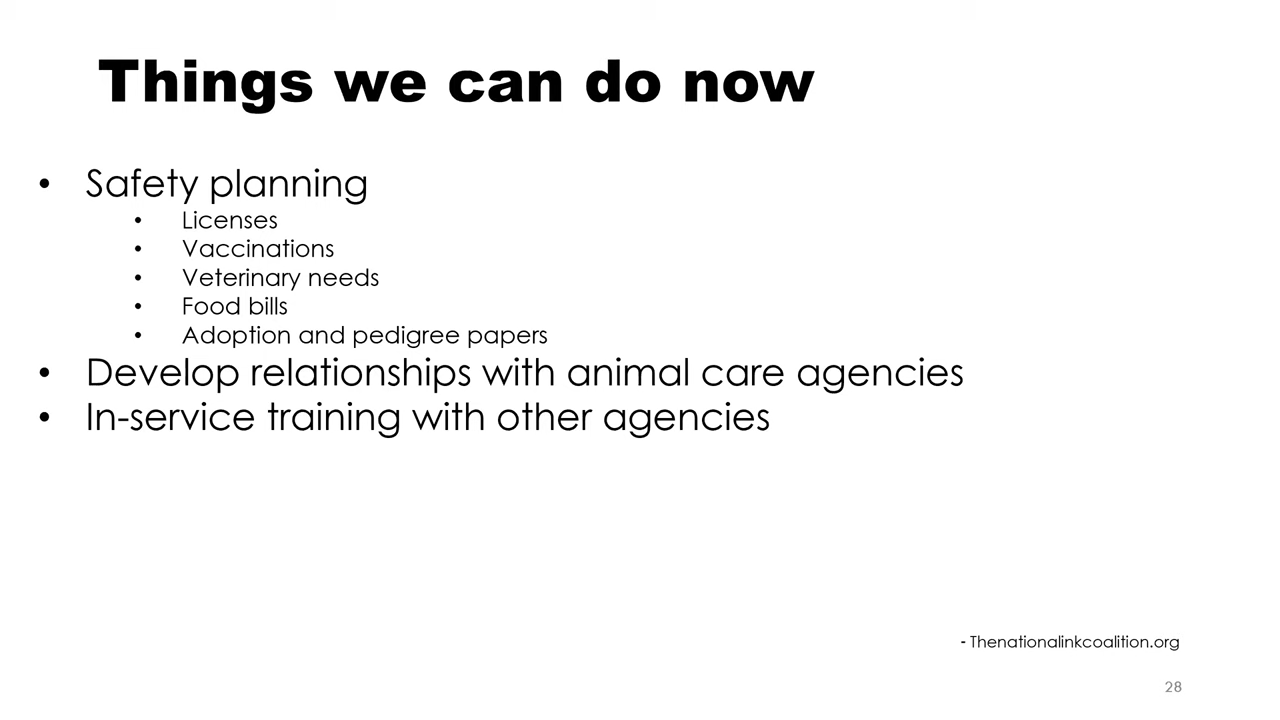 Things we can do now
• Safety planning
• Licenses
• Vaccinations
• Veterinary needs
• Food bills
• Adoption and pedigree papers
• Develop relationships with animal care agencies
• In-service training with other agencies
- Thenationalinkcoalition.org
28